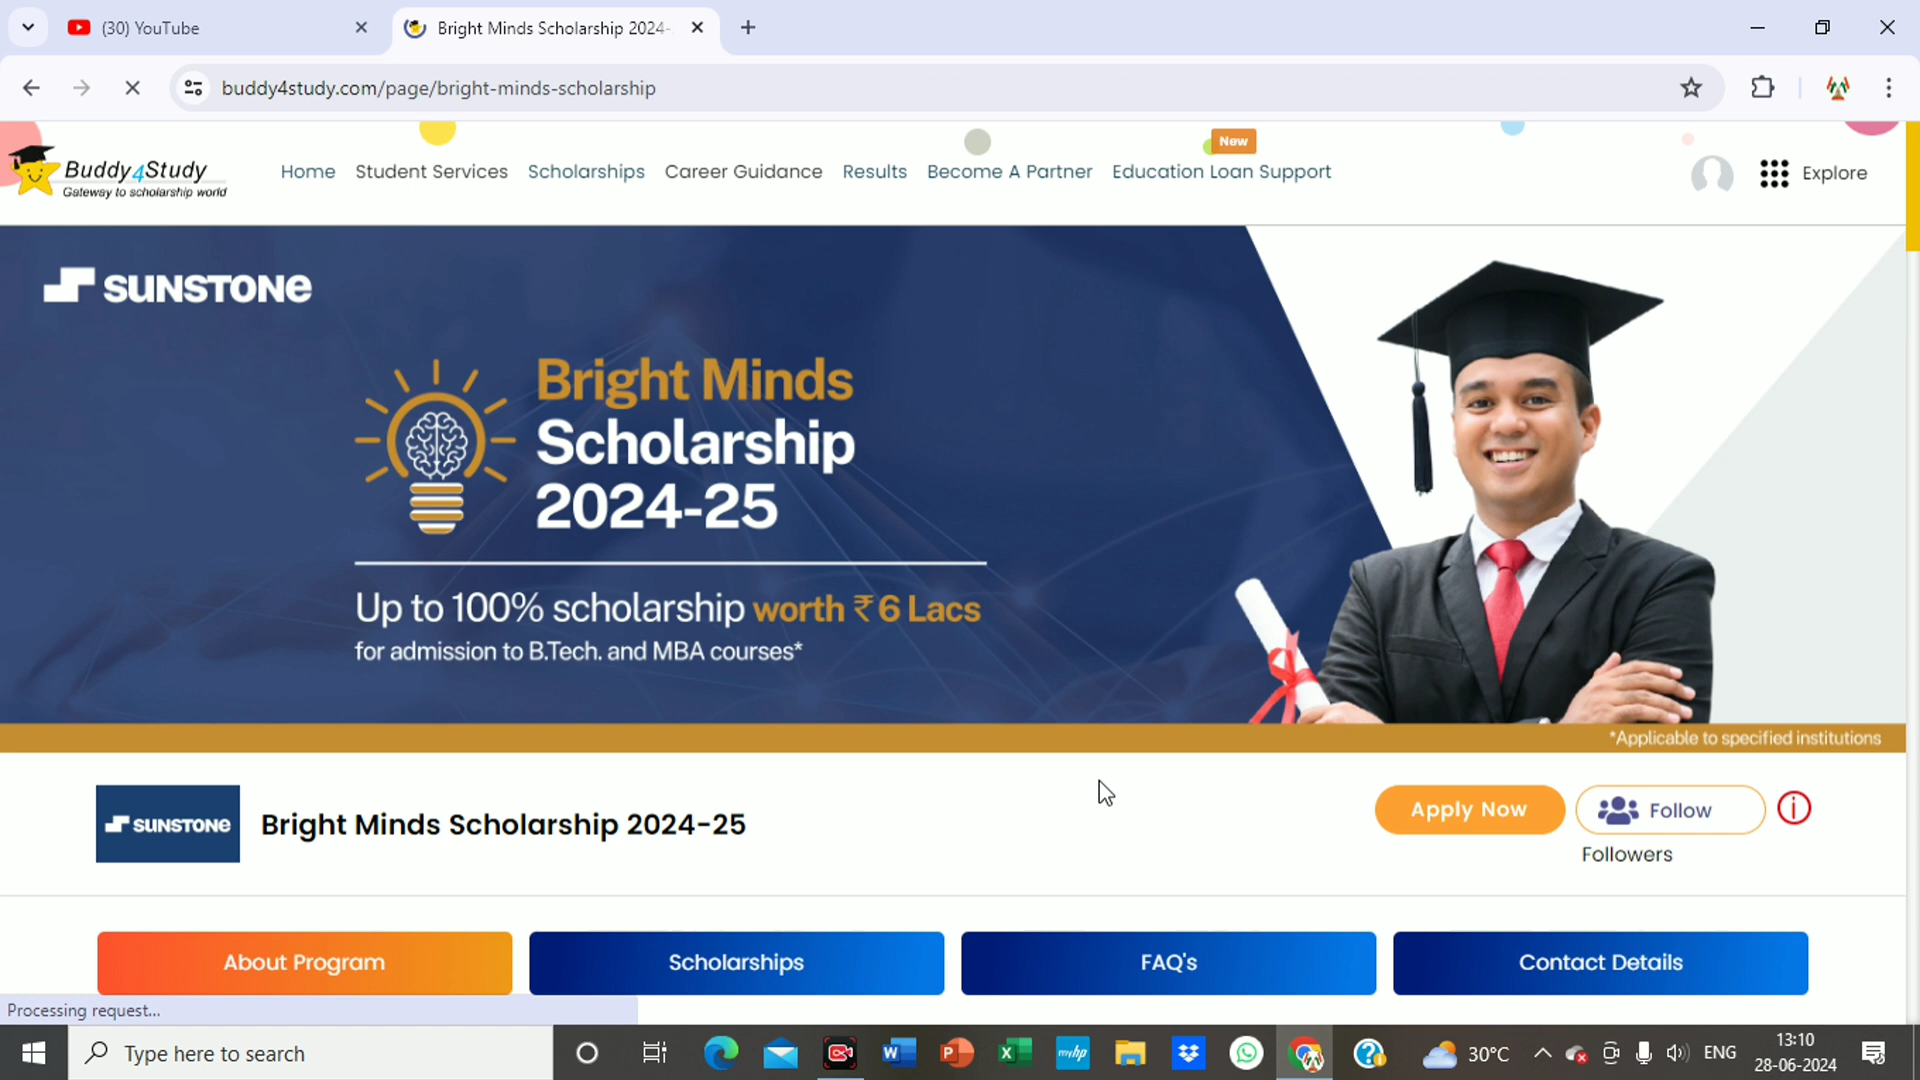 (30) YouTube
Bright Minds Scholarship 2024-
buddy4study.com/page/bright-minds-scholarship
Buddy4Study
Gateway to scholarship world
Home
Student Services
Scholarships
Career Guidance
Results
Become A Partner
New
Education Loan Support
Explore
SUNSTONE
Bright Minds
Scholarship
2024-25
Up to 100% scholarship worth ₹6 Lacs
for admission to B.Tech. and MBA courses*
*Applicable to specified institutions
SUNSTONE
Bright Minds Scholarship 2024-25
Apply Now
Follow
Followers
About Program
Scholarships
FAQ's
Contact Details
Processing request...
Type here to search
myhp
30°C
ENG
13:10
28-06-2024